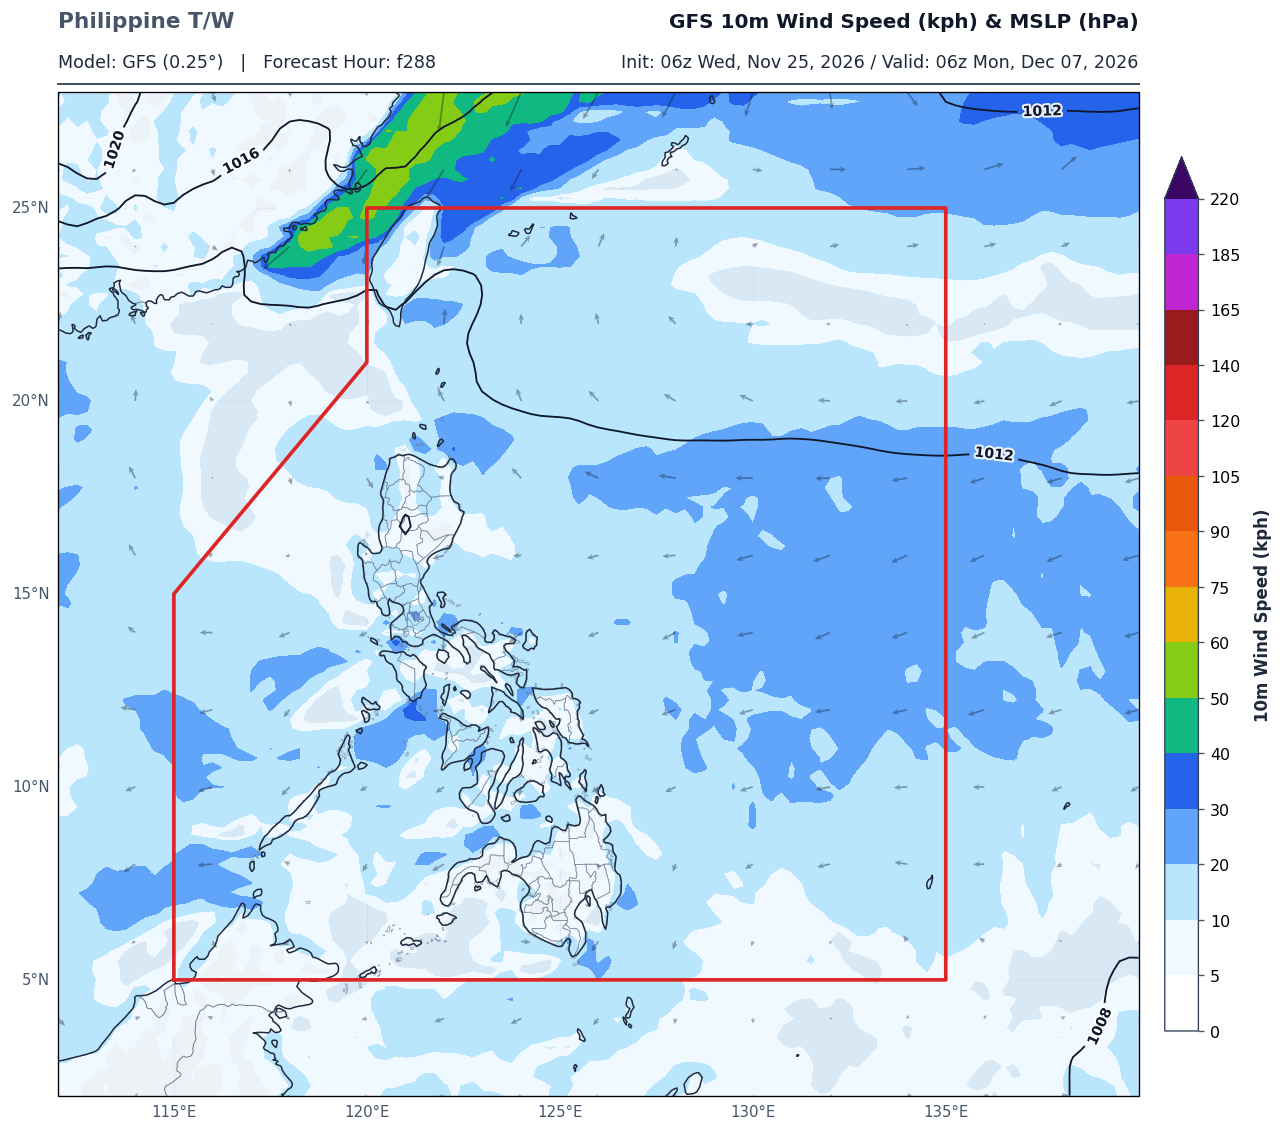 Philippine T/W
GFS 10m Wind Speed (kph) & MSLP (hPa)
Model: GFS (0.25°) | Forecast Hour: f288
Init: 06z Wed, Nov 25, 2026 / Valid: 06z Mon, Dec 07, 2026
1020
1016
1012
1012
1008
25°N
20°N
15°N
10°N
5°N
115°E
120°E
125°E
130°E
135°E
220
185
165
140
120
105
90
75
60
50
40
30
20
10
5
0
10m Wind Speed (kph)